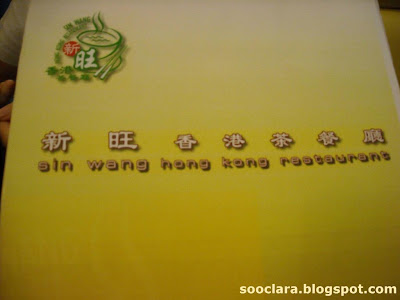 新旺
新 旺 香 港 茶 餐 廳
sin wang hong kong restaurant
sooclara.blogspot.com